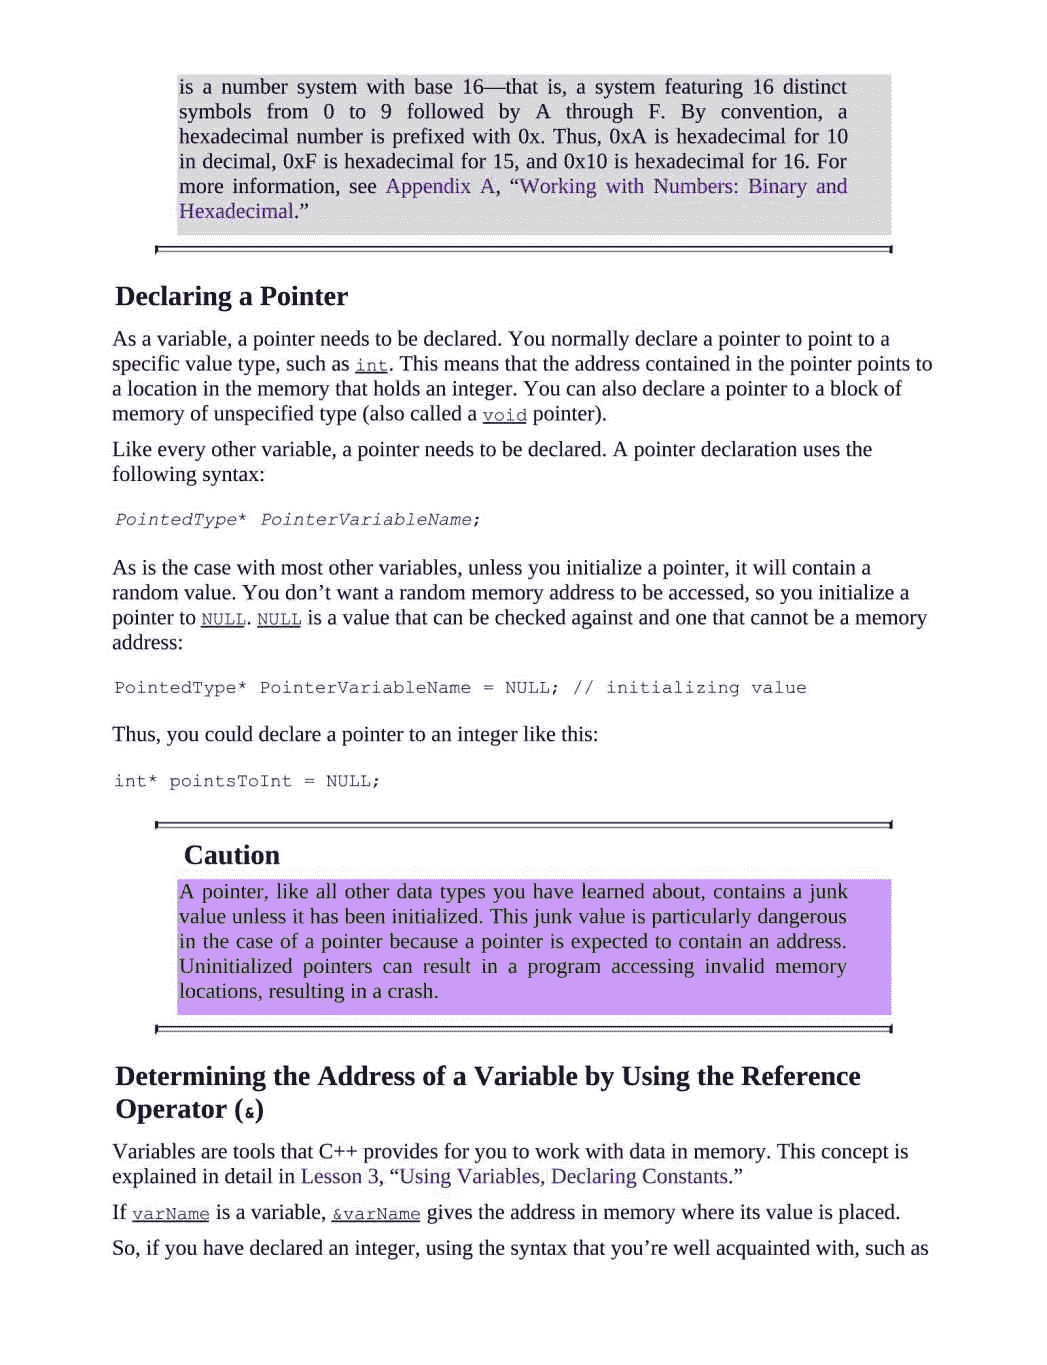 is a number system with base 16—that is, a system featuring 16 distinct
symbols from 0 to 9 followed by A through F. By convention, a
hexadecimal number is prefixed with 0x. Thus, 0xA is hexadecimal for 10
in decimal, 0xF is hexadecimal for 15, and 0x10 is hexadecimal for 16. For
more information, see Appendix A, “Working with Numbers: Binary and
Hexadecimal.”
Declaring a Pointer
As a variable, a pointer needs to be declared. You normally declare a pointer to point to a
specific value type, such as int. This means that the address contained in the pointer points to
a location in the memory that holds an integer. You can also declare a pointer to a block of
memory of unspecified type (also called a void pointer).
Like every other variable, a pointer needs to be declared. A pointer declaration uses the
following syntax:
PointedType* PointerVariableName;
As is the case with most other variables, unless you initialize a pointer, it will contain a
random value. You don’t want a random memory address to be accessed, so you initialize a
pointer to NULL. NULL is a value that can be checked against and one that cannot be a memory
address:
PointedType* PointerVariableName = NULL; // initializing value
Thus, you could declare a pointer to an integer like this:
int* pointsToInt = NULL;
Caution
A pointer, like all other data types you have learned about, contains a junk
value unless it has been initialized. This junk value is particularly dangerous
in the case of a pointer because a pointer is expected to contain an address.
Uninitialized pointers can result in a program accessing invalid memory
locations, resulting in a crash.
Determining the Address of a Variable by Using the Reference
Operator (&)
Variables are tools that C++ provides for you to work with data in memory. This concept is
explained in detail in Lesson 3, “Using Variables, Declaring Constants.”
If varName is a variable, &varName gives the address in memory where its value is placed.
So, if you have declared an integer, using the syntax that you’re well acquainted with, such as